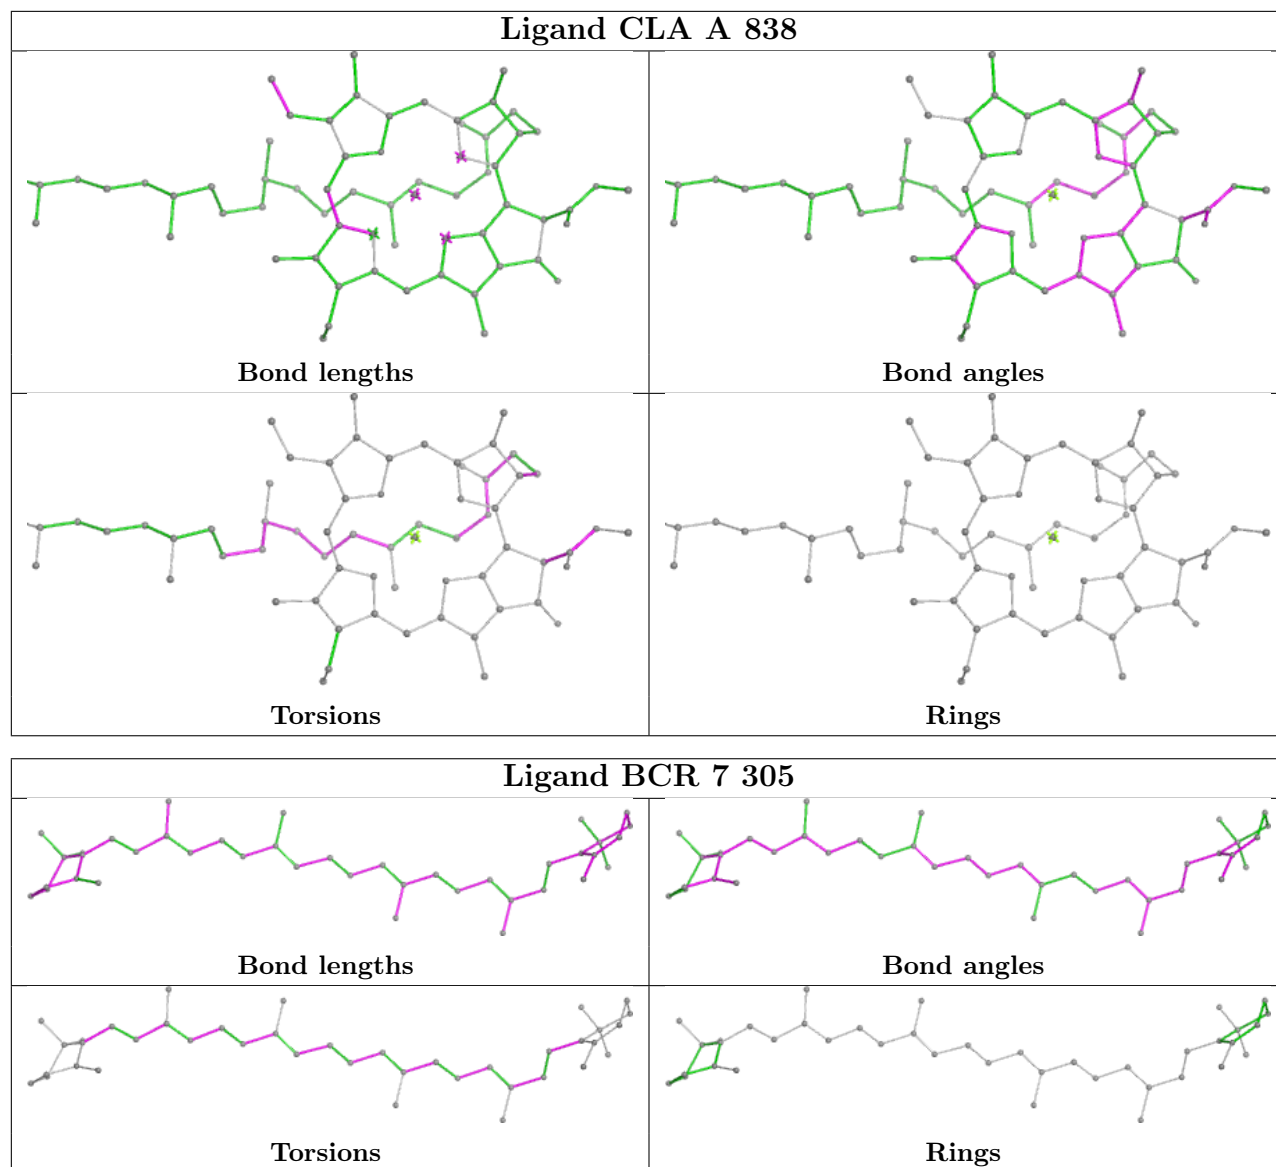 Ligand CLA A 838
Bond lengths
Bond angles
Torsions
Rings
Ligand BCR 7 305
Bond lengths
Bond angles
Torsions
Rings